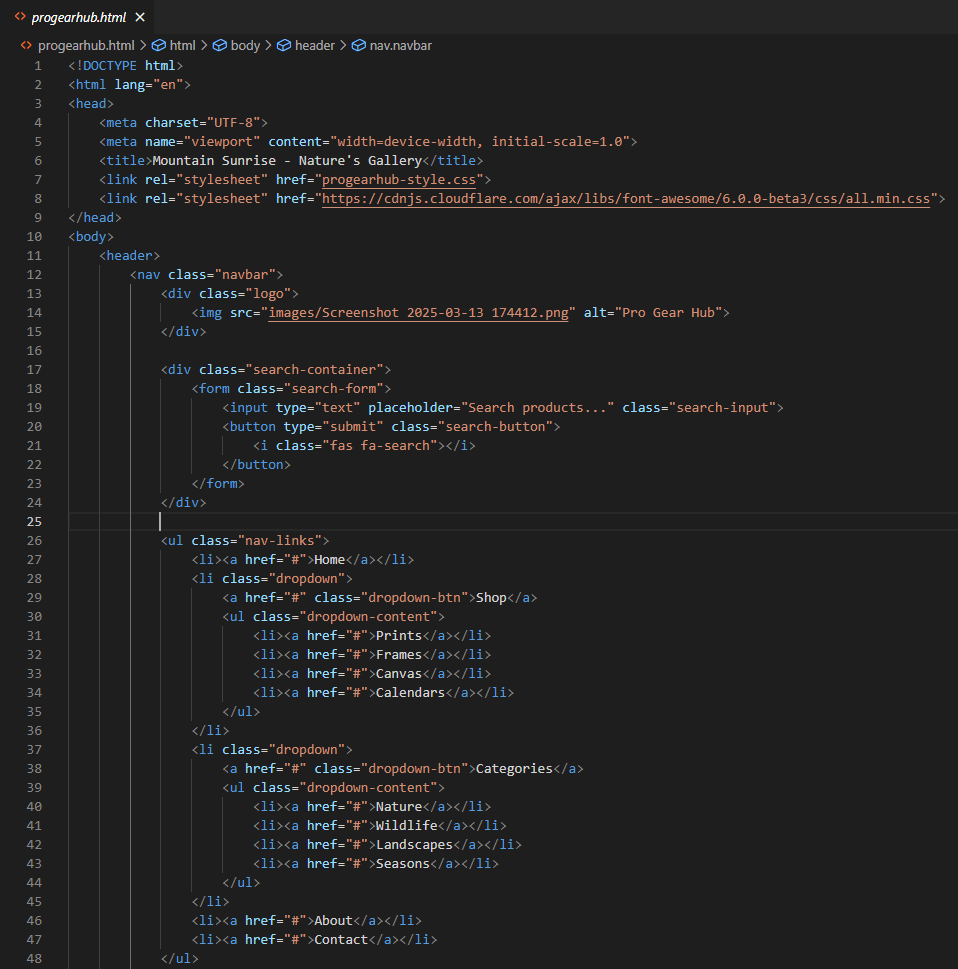 progearhub.html
progearhub.html > html > body > header > nav.navbar
1 <!DOCTYPE html>
2 <html lang="en">
3 <head>
4     <meta charset="UTF-8">
5     <meta name="viewport" content="width=device-width, initial-scale=1.0">
6     <title>Mountain Sunrise - Nature's Gallery</title>
7     <link rel="stylesheet" href="progearhub-style.css">
8     <link rel="stylesheet" href="https://cdnjs.cloudflare.com/ajax/libs/font-awesome/6.0.0-beta3/css/all.min.css">
9 </head>
10 <body>
11     <header>
12         <nav class="navbar">
13             <div class="logo">
14                 <img src="images/Screenshot 2025-03-13 174412.png" alt="Pro Gear Hub">
15             </div>
16
17             <div class="search-container">
18                 <form class="search-form">
19                     <input type="text" placeholder="Search products..." class="search-input">
20                     <button type="submit" class="search-button">
21                         <i class="fas fa-search"></i>
22                     </button>
23                 </form>
24             </div>
25
26             <ul class="nav-links">
27                 <li><a href="#">Home</a></li>
28                 <li class="dropdown">
29                     <a href="#" class="dropdown-btn">Shop</a>
30                     <ul class="dropdown-content">
31                         <li><a href="#">Prints</a></li>
32                         <li><a href="#">Frames</a></li>
33                         <li><a href="#">Canvas</a></li>
34                         <li><a href="#">Calendars</a></li>
35                     </ul>
36                 </li>
37                 <li class="dropdown">
38                     <a href="#" class="dropdown-btn">Categories</a>
39                     <ul class="dropdown-content">
40                         <li><a href="#">Nature</a></li>
41                         <li><a href="#">Wildlife</a></li>
42                         <li><a href="#">Landscapes</a></li>
43                         <li><a href="#">Seasons</a></li>
44                     </ul>
45                 </li>
46                 <li><a href="#">About</a></li>
47                 <li><a href="#">Contact</a></li>
48             </ul>